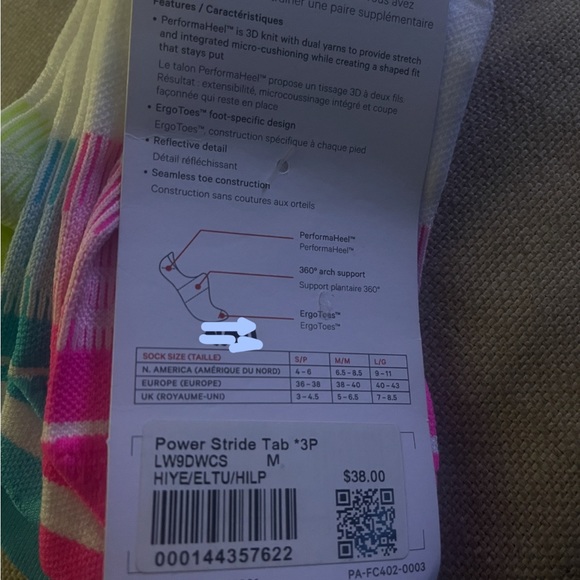 vez
une paire supplémentaire
Features / Caractéristiques
• PerformaHeel™ is 3D knit with dual yarns to provide stretch
and integrated micro-cushioning while creating a shaped fit
that stays put
Le talon PerformaHeel™ propose un tissage 3D à deux fils
Résultat : extensibilité, microcoussinage intégré et coupe
façonnée qui reste en place
• ErgoToes™ foot-specific design
ErgoToes™, construction spécifique à chaque pied
• Reflective detail
Détail réfléchissant
• Seamless toe construction
Construction sans coutures aux orteils
PerformaHeel™
PerformaHeel™
360° arch support
Support plantaire 360°
ErgoToes™
ErgoToes™
SOCK SIZE (TAILLE) S/P M/M L/G
N. AMERICA (AMÉRIQUE DU NORD) 4-6 6.5-8.5 9-11
EUROPE (EUROPE) 36-38 38-40 40-43
UK (ROYAUME-UNI) 3-4.5 5-6.5 7-8.5
Power Stride Tab *3P
LW9DWCS M
HIYE/ELTU/HILP $38.00
000144357622
PA-FC402-0003